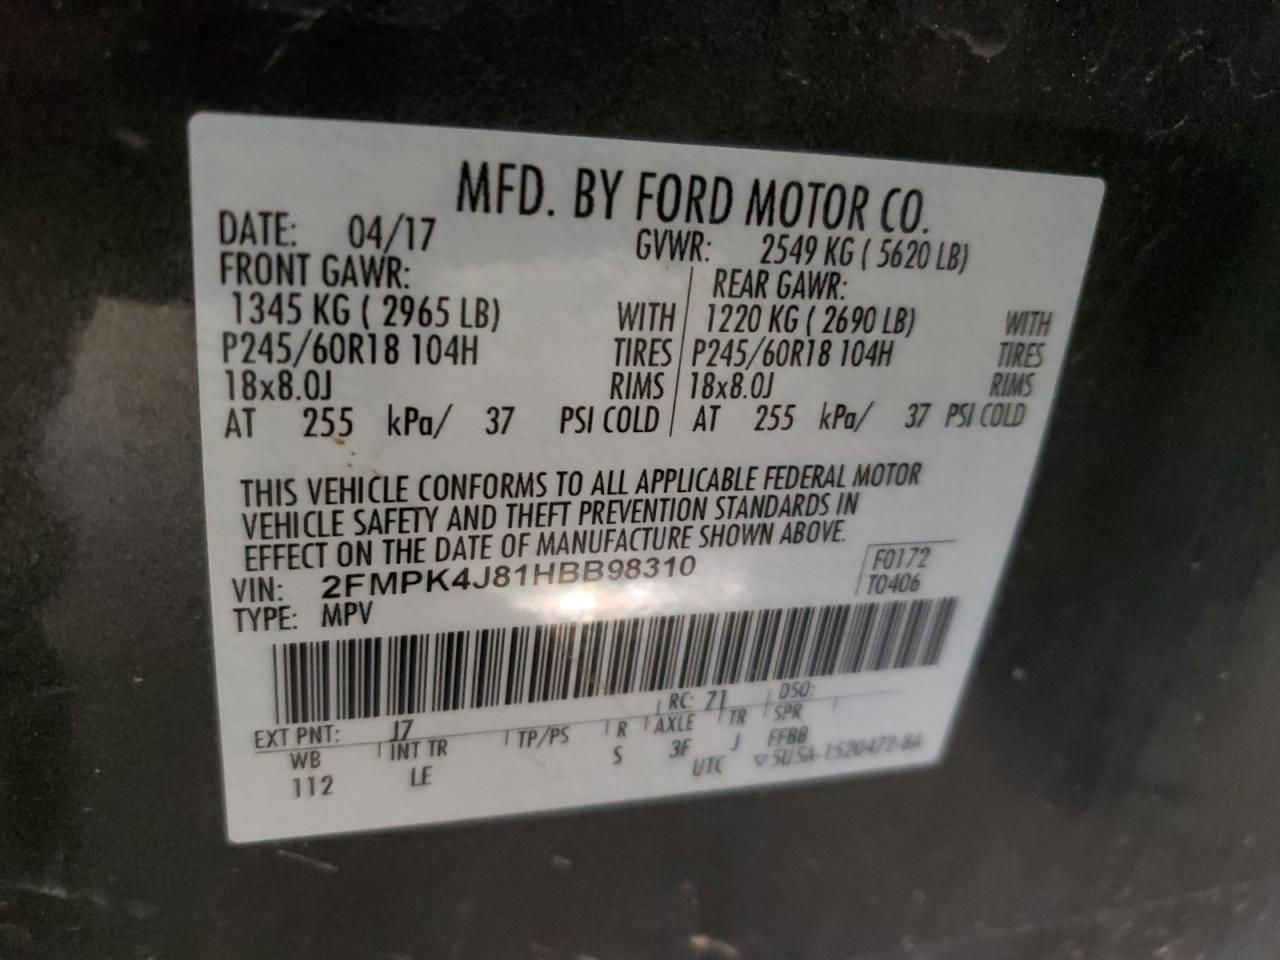 MFD. BY FORD MOTOR CO.
DATE: 04/17 GVWR: 2549 KG ( 5620 LB)
FRONT GAWR: REAR GAWR:
1345 KG ( 2965 LB) WITH 1220 KG ( 2690 LB) WITH
P245/60R18 104H TIRES P245/60R18 104H TIRES
18x8.0J RIMS 18x8.0J RIMS
AT 255 kPa/ 37 PSI COLD AT 255 kPa/ 37 PSI COLD
THIS VEHICLE CONFORMS TO ALL APPLICABLE FEDERAL MOTOR
VEHICLE SAFETY AND THEFT PREVENTION STANDARDS IN
EFFECT ON THE DATE OF MANUFACTURE SHOWN ABOVE.
VIN: 2FMPK4J81HBB98310 F0172
TYPE: MPV T0406
EXT PNT: J7 RC: 71 DSO:
WB INT TR TP/PS R AXLE TR SPR
112 LE S 3F J FFBB
UTC ▽5U5A-1520472-BA